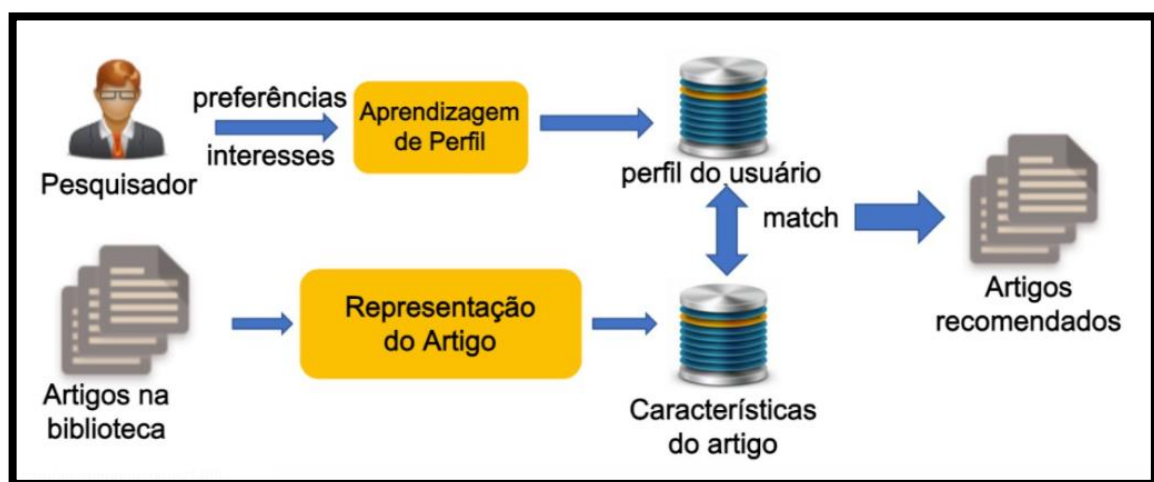 preferências
interesses
Pesquisador
Aprendizagem
de Perfil
perfil do usuário
match
Artigos na
biblioteca
Representação
do Artigo
Características
do artigo
Artigos
recomendados